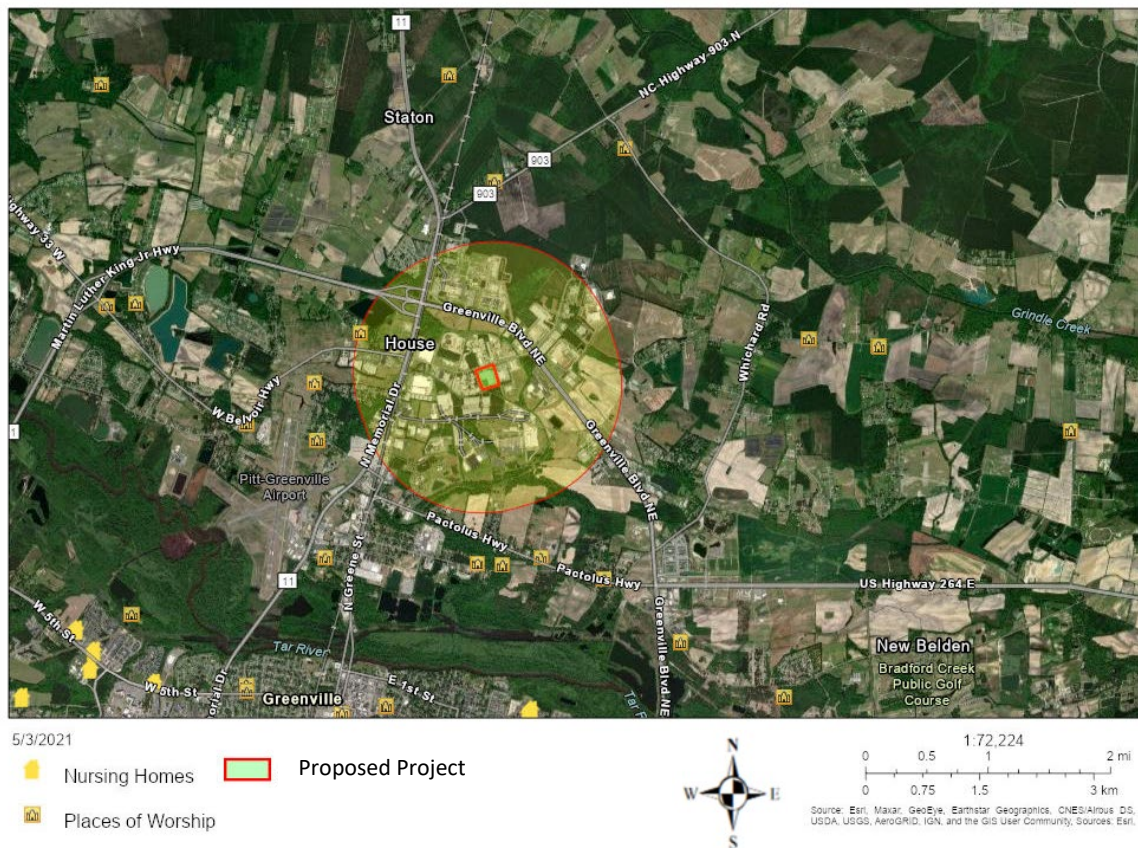 11
NC Highway 903 N
Staton
903
903
Highway 33 W
Martin Luther King Jr Hwy
Greenville Blvd NE
Grindle Creek
House
Whichard Rd
W Belvoir Hwy
N Memorial Dr
Greenville Blvd NE
Pitt-Greenville
Airport
Pactolus Hwy
N Greene St
Pactolus Hwy
US Highway 264 E
11
W 5th St
Greenville Blvd NE
Tar River
New Belden
Bradford Creek
Public Golf
Course
W 5th St
E 1st St
Greenville
morial Dr
Tar R
5/3/2021
Nursing Homes
Proposed Project
Places of Worship
N
W
E
S
1:72,224
0 0.5 1 2 mi
0 0.75 1.5 3 km
Source: Esri, Maxar, GeoEye, Earthstar Geographics, CNES/Airbus DS,
USDA, USGS, AeroGRID, IGN, and the GIS User Community, Sources: Esri,